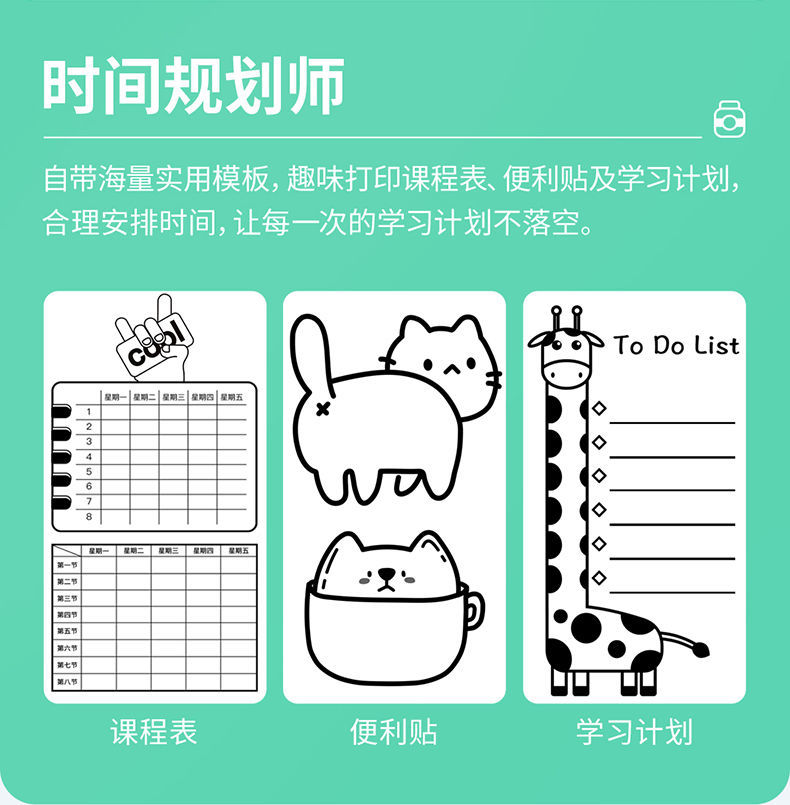 时间规划师
自带海量实用模板，趣味打印课程表、便利贴及学习计划，
合理安排时间，让每一次的学习计划不落空。
cool
星期一 星期二 星期三 星期四 星期五
1
2
3
4
5
6
7
8
星期一 星期二 星期三 星期四 星期五
第一节
第二节
第三节
第四节
第五节
第六节
第七节
第八节
To Do List
课程表
便利贴
学习计划